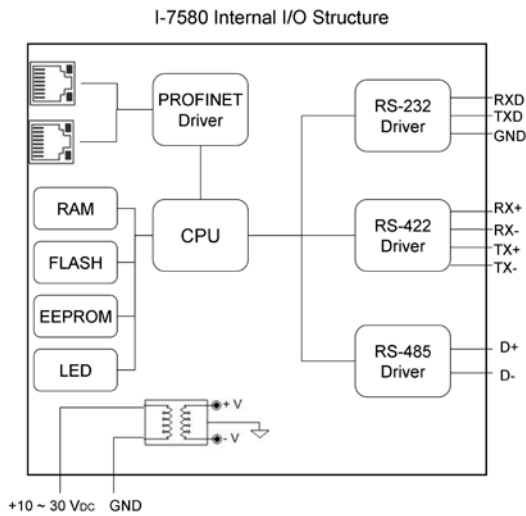 I-7580 Internal I/O Structure
PROFINET
Driver
RS-232
Driver
RXD
TXD
GND
RAM
FLASH
EEPROM
LED
CPU
RS-422
Driver
RX+
RX-
TX+
TX-
RS-485
Driver
D+
D-
+ V
- V
+10 ~ 30 VDC GND